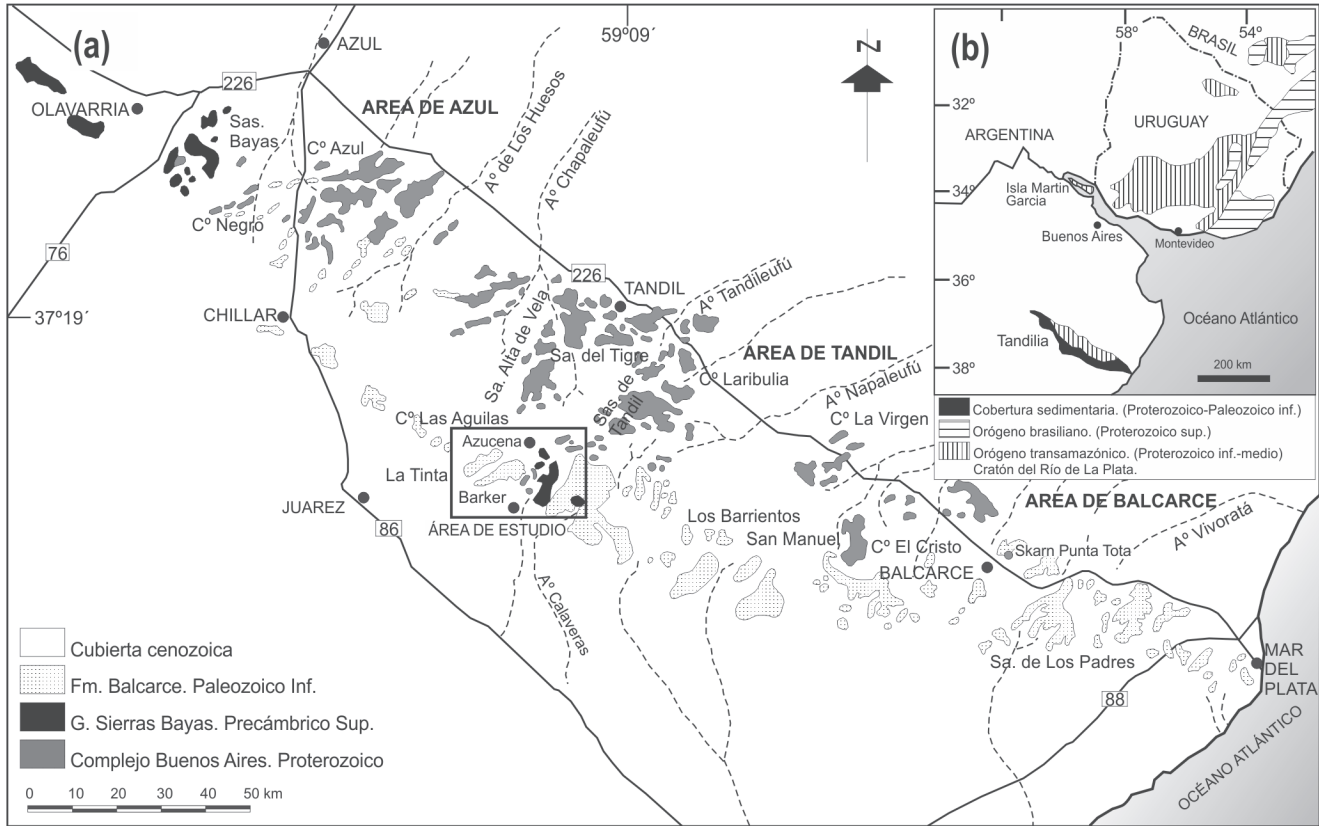 (a)
59º09´
AZUL
226
OLAVARRIA
AREA DE AZUL
Sas.
Bayas
Cº Azul
Aº de Los Huesos
Aº Chapaleufú
Cº Negro
76
N
226
Aº Tandileufú
TANDIL
CHILLAR
37º19´
Sa. Alta de Vela
Sa. del Tigre
AREA DE TANDIL
Cº Laribulia
Sas. de
Tandil
Aº Napaleufú
Cº La Virgen
Cº Las Aguilas
Azucena
La Tinta
Barker
JUAREZ
86
ÁREA DE ESTUDIO
Los Barrientos
San Manuel
AREA DE BALCARCE
Cº El Cristo
Skarn Punta Tota
BALCARCE
Aº Vivoratá
Aº Calaveras
Sa. de Los Padres
MAR
DEL
PLATA
88
OCÉANO ATLÁNTICO
Cubierta cenozoica
Fm. Balcarce. Paleozoico Inf.
G. Sierras Bayas. Precámbrico Sup.
Complejo Buenos Aires. Proterozoico
0 10 20 30 40 50 km
(b)
58º
54º
BRASIL
32º
URUGUAY
ARGENTINA
34º
Isla Martin
Garcia
Buenos Aires
Montevideo
36º
Océano Atlántico
Tandilia
38º
200 km
Cobertura sedimentaria. (Proterozoico-Paleozoico inf.)
Orógeno brasiliano. (Proterozoico sup.)
Orógeno transamazónico. (Proterozoico inf.-medio)
Cratón del Río de La Plata.